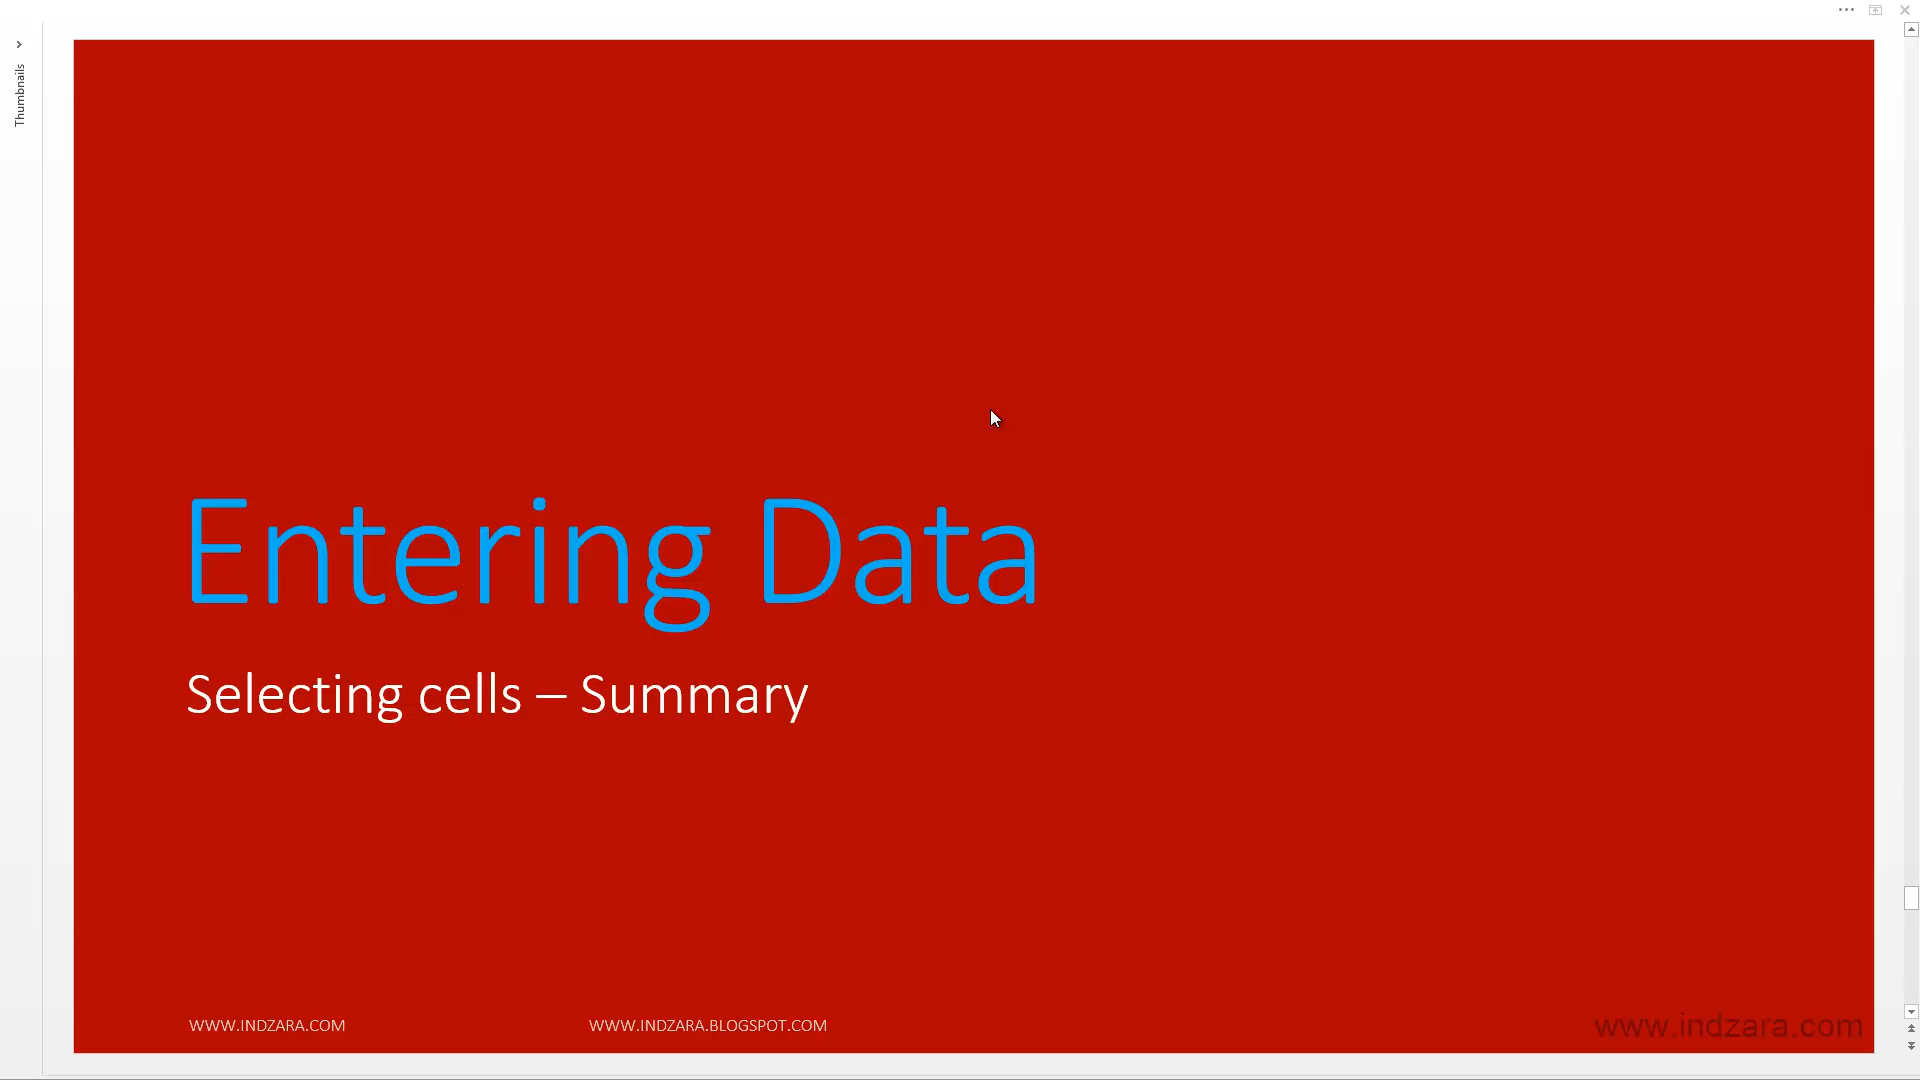 Thumbnails
Entering Data
Selecting cells – Summary
WWW.INDZARA.COM
WWW.INDZARA.BLOGSPOT.COM
www.indzara.com